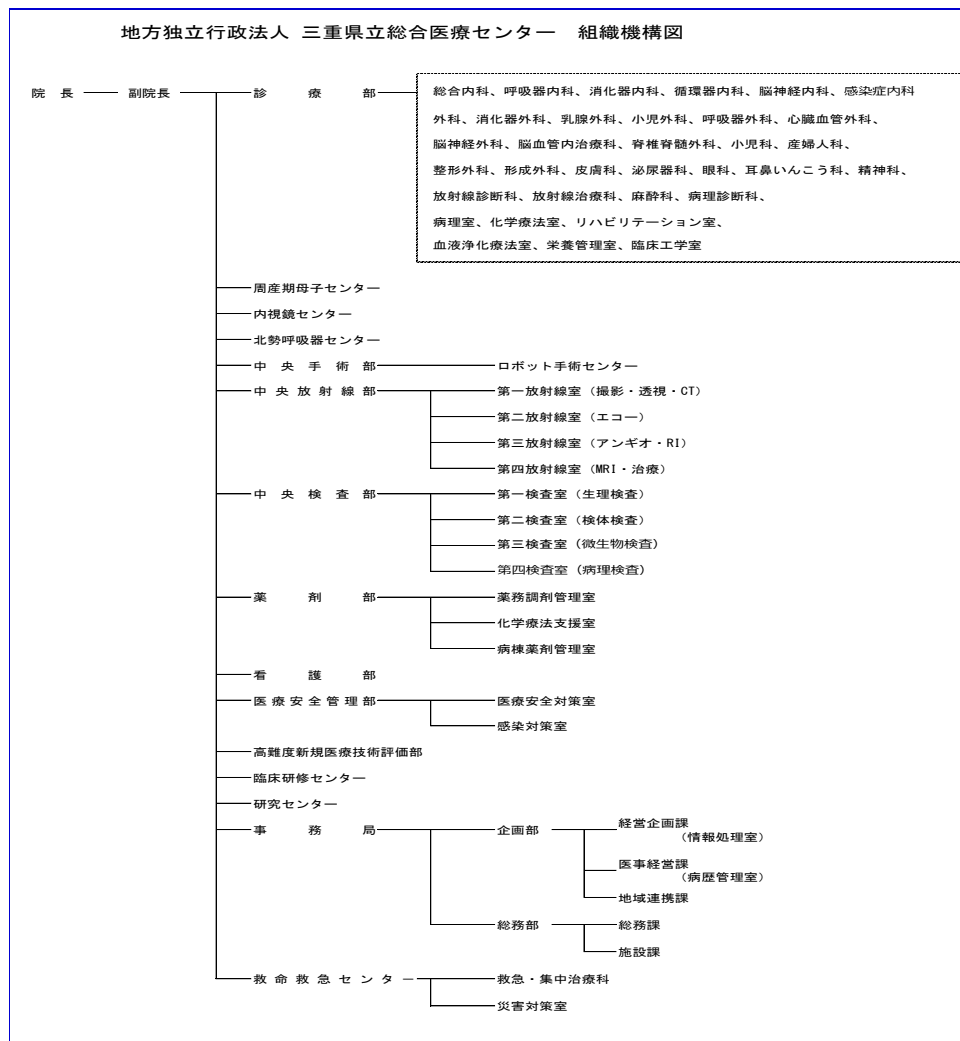 地方独立行政法人 三重県立総合医療センター 組織機構図
院長 副院長 診療部 総合内科、呼吸器内科、消化器内科、循環器内科、脳神経内科、感染症内科
外科、消化器外科、乳腺外科、小児外科、呼吸器外科、心臓血管外科、
脳神経外科、脳血管内治療科、脊椎脊髄外科、小児科、産婦人科、
整形外科、形成外科、皮膚科、泌尿器科、眼科、耳鼻いんこう科、精神科、
放射線診断科、放射線治療科、麻酔科、病理診断科、
病理室、化学療法室、リハビリテーション室、
血液浄化療法室、栄養管理室、臨床工学室
周産期母子センター
内視鏡センター
北勢呼吸器センター
中央手術部 ロボット手術センター
中央放射線部 第一放射線室（撮影・透視・CT）
第二放射線室（エコー）
第三放射線室（アンギオ・RI）
第四放射線室（MRI・治療）
中央検査部 第一検査室（生理検査）
第二検査室（検体検査）
第三検査室（微生物検査）
第四検査室（病理検査）
薬剤部 薬務調剤管理室
化学療法支援室
病棟薬剤管理室
看護部
医療安全管理部 医療安全対策室
感染対策室
高難度新規医療技術評価部
臨床研修センター
研究センター
事務局 企画部 経営企画課
（情報処理室）
医事経営課
（病歴管理室）
地域連携課
総務部 総務課
施設課
救命救急センター 救急・集中治療科
災害対策室